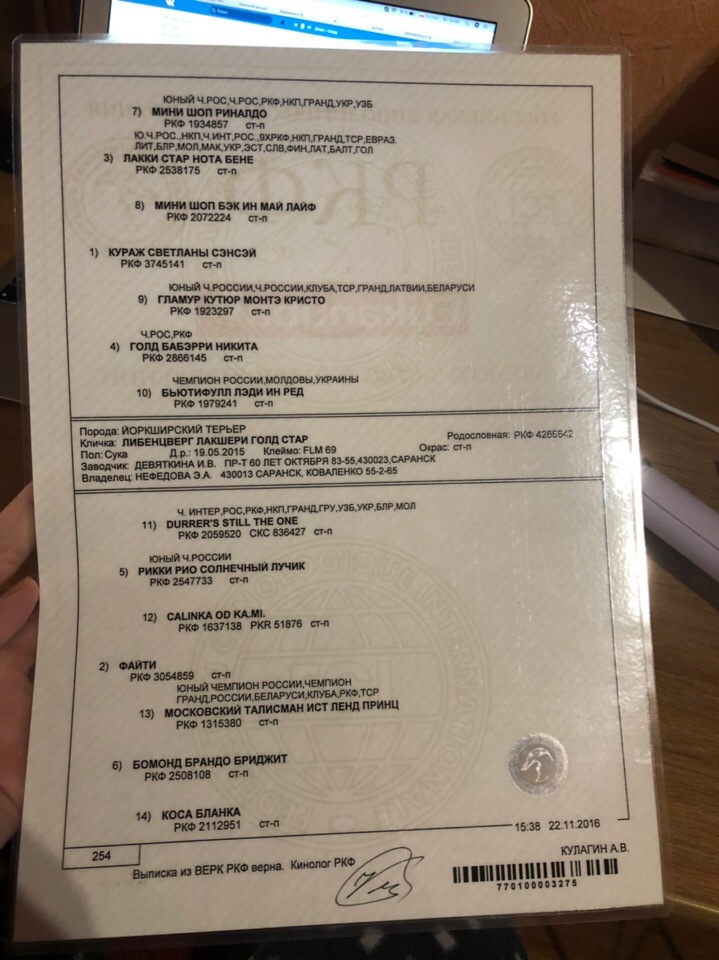 ЮНЫЙ Ч.РОС,Ч.РОС,РКФ,НКП,ГРАНД,УКР,УЗБ
7) МИНИ ШОП РИНАЛДО
РКФ 1934857 ст-п
Ю.Ч.РОС.,НКП,Ч.ИНТ,РОС.,9ХРКФ,НКП,ГРАНД,ТСР,ЕВРАЗ
ЛИТ,БЛР,МОЛ,МАК,УКР,ЭСТ,СЛВ,ФИН,ЛАТ,БАЛТ,ГОЛ
3) ЛАККИ СТАР НОТА БЕНЕ
РКФ 2538175 ст-п
8) МИНИ ШОП БЭК ИН МАЙ ЛАЙФ
РКФ 2072224 ст-п
1) КУРАЖ СВЕТЛАНЫ СЭНСЭЙ
РКФ 3745141 ст-п
ЮНЫЙ Ч.РОССИИ,Ч.РОССИИ,КЛУБА,ТСР,ГРАНД,ЛАТВИИ,БЕЛАРУСИ
9) ГЛАМУР КУТЮР МОНТЭ КРИСТО
РКФ 1923297 ст-п
Ч.РОС,РКФ
4) ГОЛД БАБЭРРИ НИКИТА
РКФ 2866145 ст-п
ЧЕМПИОН РОССИИ,МОЛДОВЫ,УКРАИНЫ
10) БЬЮТИФУЛЛ ЛЭДИ ИН РЕД
РКФ 1979241 ст-п
Порода: ЙОРКШИРСКИЙ ТЕРЬЕР
Родословная: РКФ 4266642
Кличка: ЛИБЕНЦВЕРГ ЛАКШЕРИ ГОЛД СТАР
Пол: Сука Д.р.: 19.05.2015 Клеймо: FLM 69 Окрас: ст-п
Заводчик: ДЕВЯТКИНА И.В. ПР-Т 60 ЛЕТ ОКТЯБРЯ 83-55,430023,САРАНСК
Владелец: НЕФЕДОВА Э.А. 430013 САРАНСК, КОВАЛЕНКО 55-2-65
Ч. ИНТЕР,РОС,РКФ,НКП,ГРАНД,ГРУ,УЗБ,УКР,БЛР,МОЛ
11) DURRER'S STILL THE ONE
РКФ 2059520 СКС 836427 ст-п
ЮНЫЙ Ч.РОССИИ
5) РИККИ РИО СОЛНЕЧНЫЙ ЛУЧИК
РКФ 2547733 ст-п
12) CALINKA OD KA.MI.
РКФ 1637138 PKR 51876 ст-п
2) ФАЙТИ
РКФ 3054859 ст-п
ЮНЫЙ ЧЕМПИОН РОССИИ,ЧЕМПИОН
ГРАНД,РОССИИ,БЕЛАРУСИ,КЛУБА,РКФ,ТСР
13) МОСКОВСКИЙ ТАЛИСМАН ИСТ ЛЕНД ПРИНЦ
РКФ 1315380 ст-п
6) БОМОНД БРАНДО БРИДЖИТ
РКФ 2508108 ст-п
14) КОСА БЛАНКА
РКФ 2112951 ст-п
15:38 22.11.2016
254
КУЛАГИН А.В.
Выписка из ВЕРК РКФ верна. Кинолог РКФ
770100003275